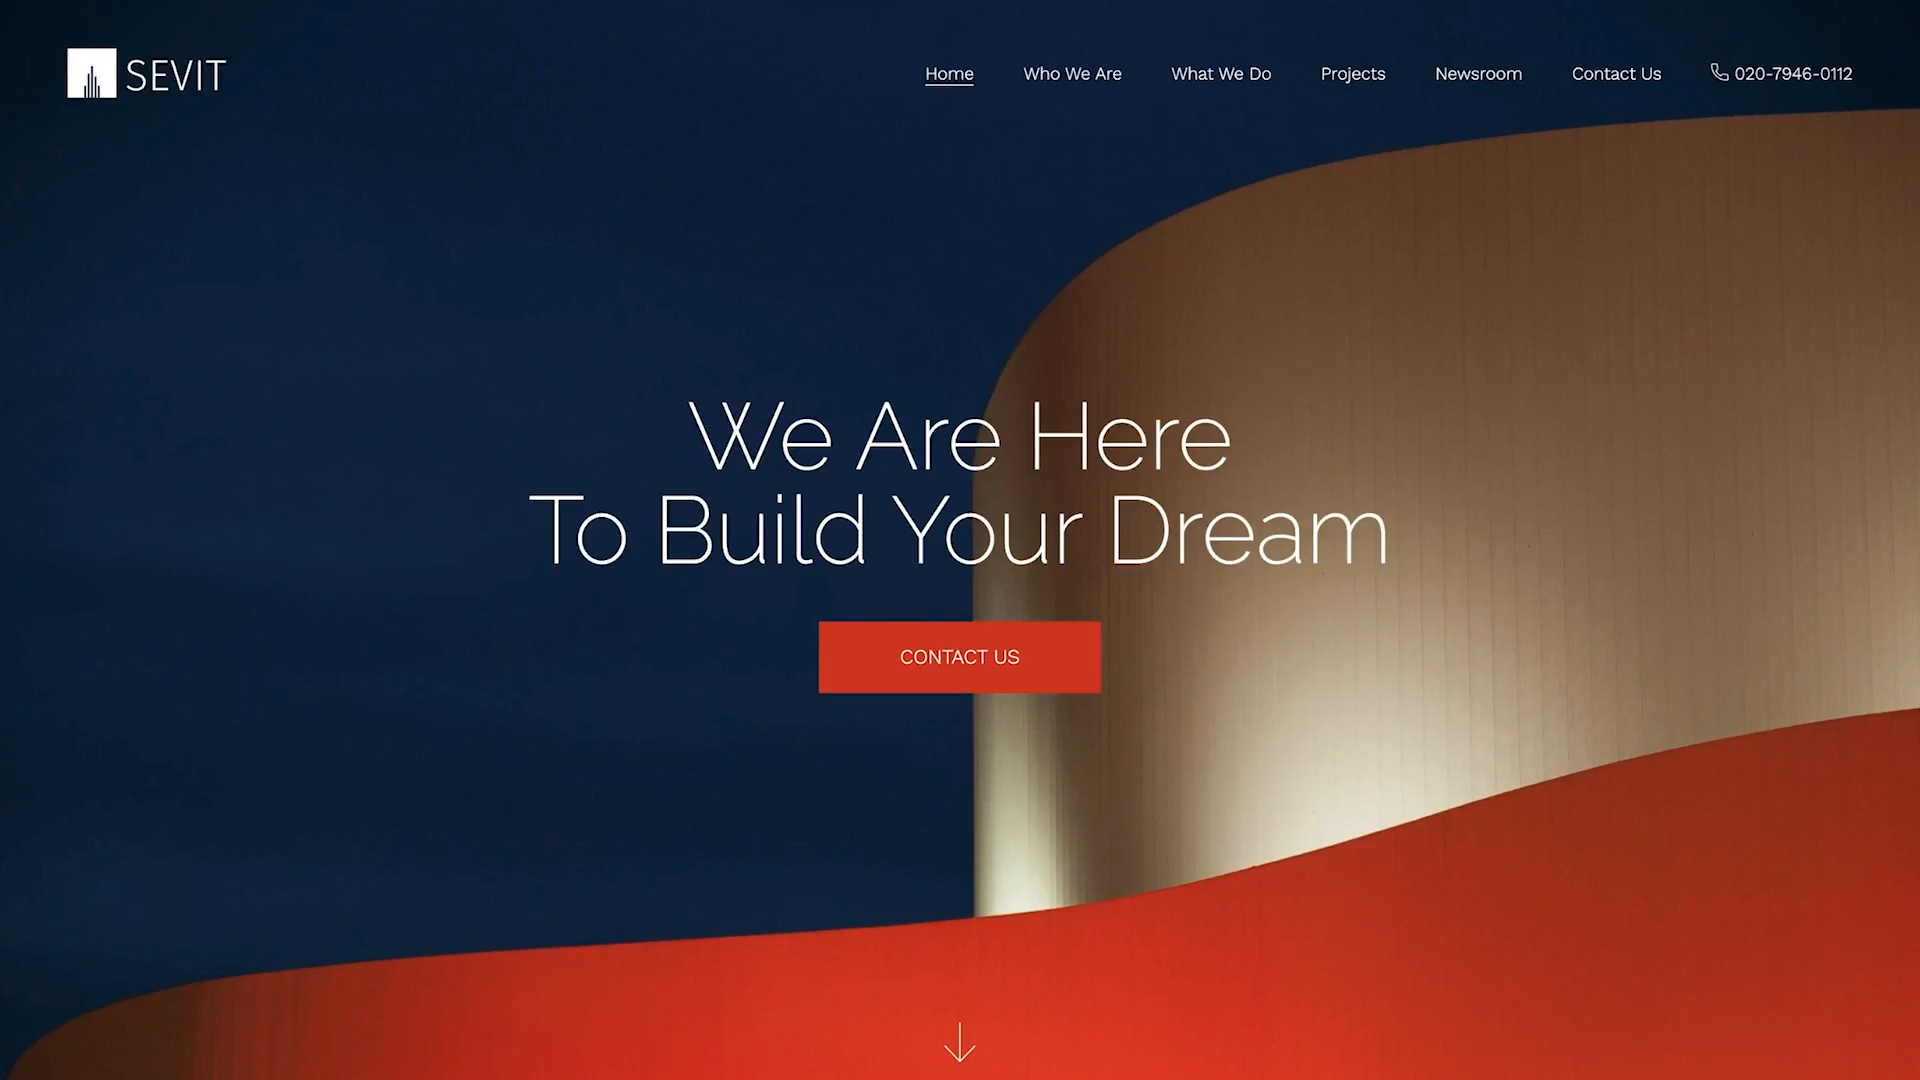 SEVIT
Home
Who We Are
What We Do
Projects
Newsroom
Contact Us
020-7946-0112
We Are Here
To Build Your Dream
CONTACT US